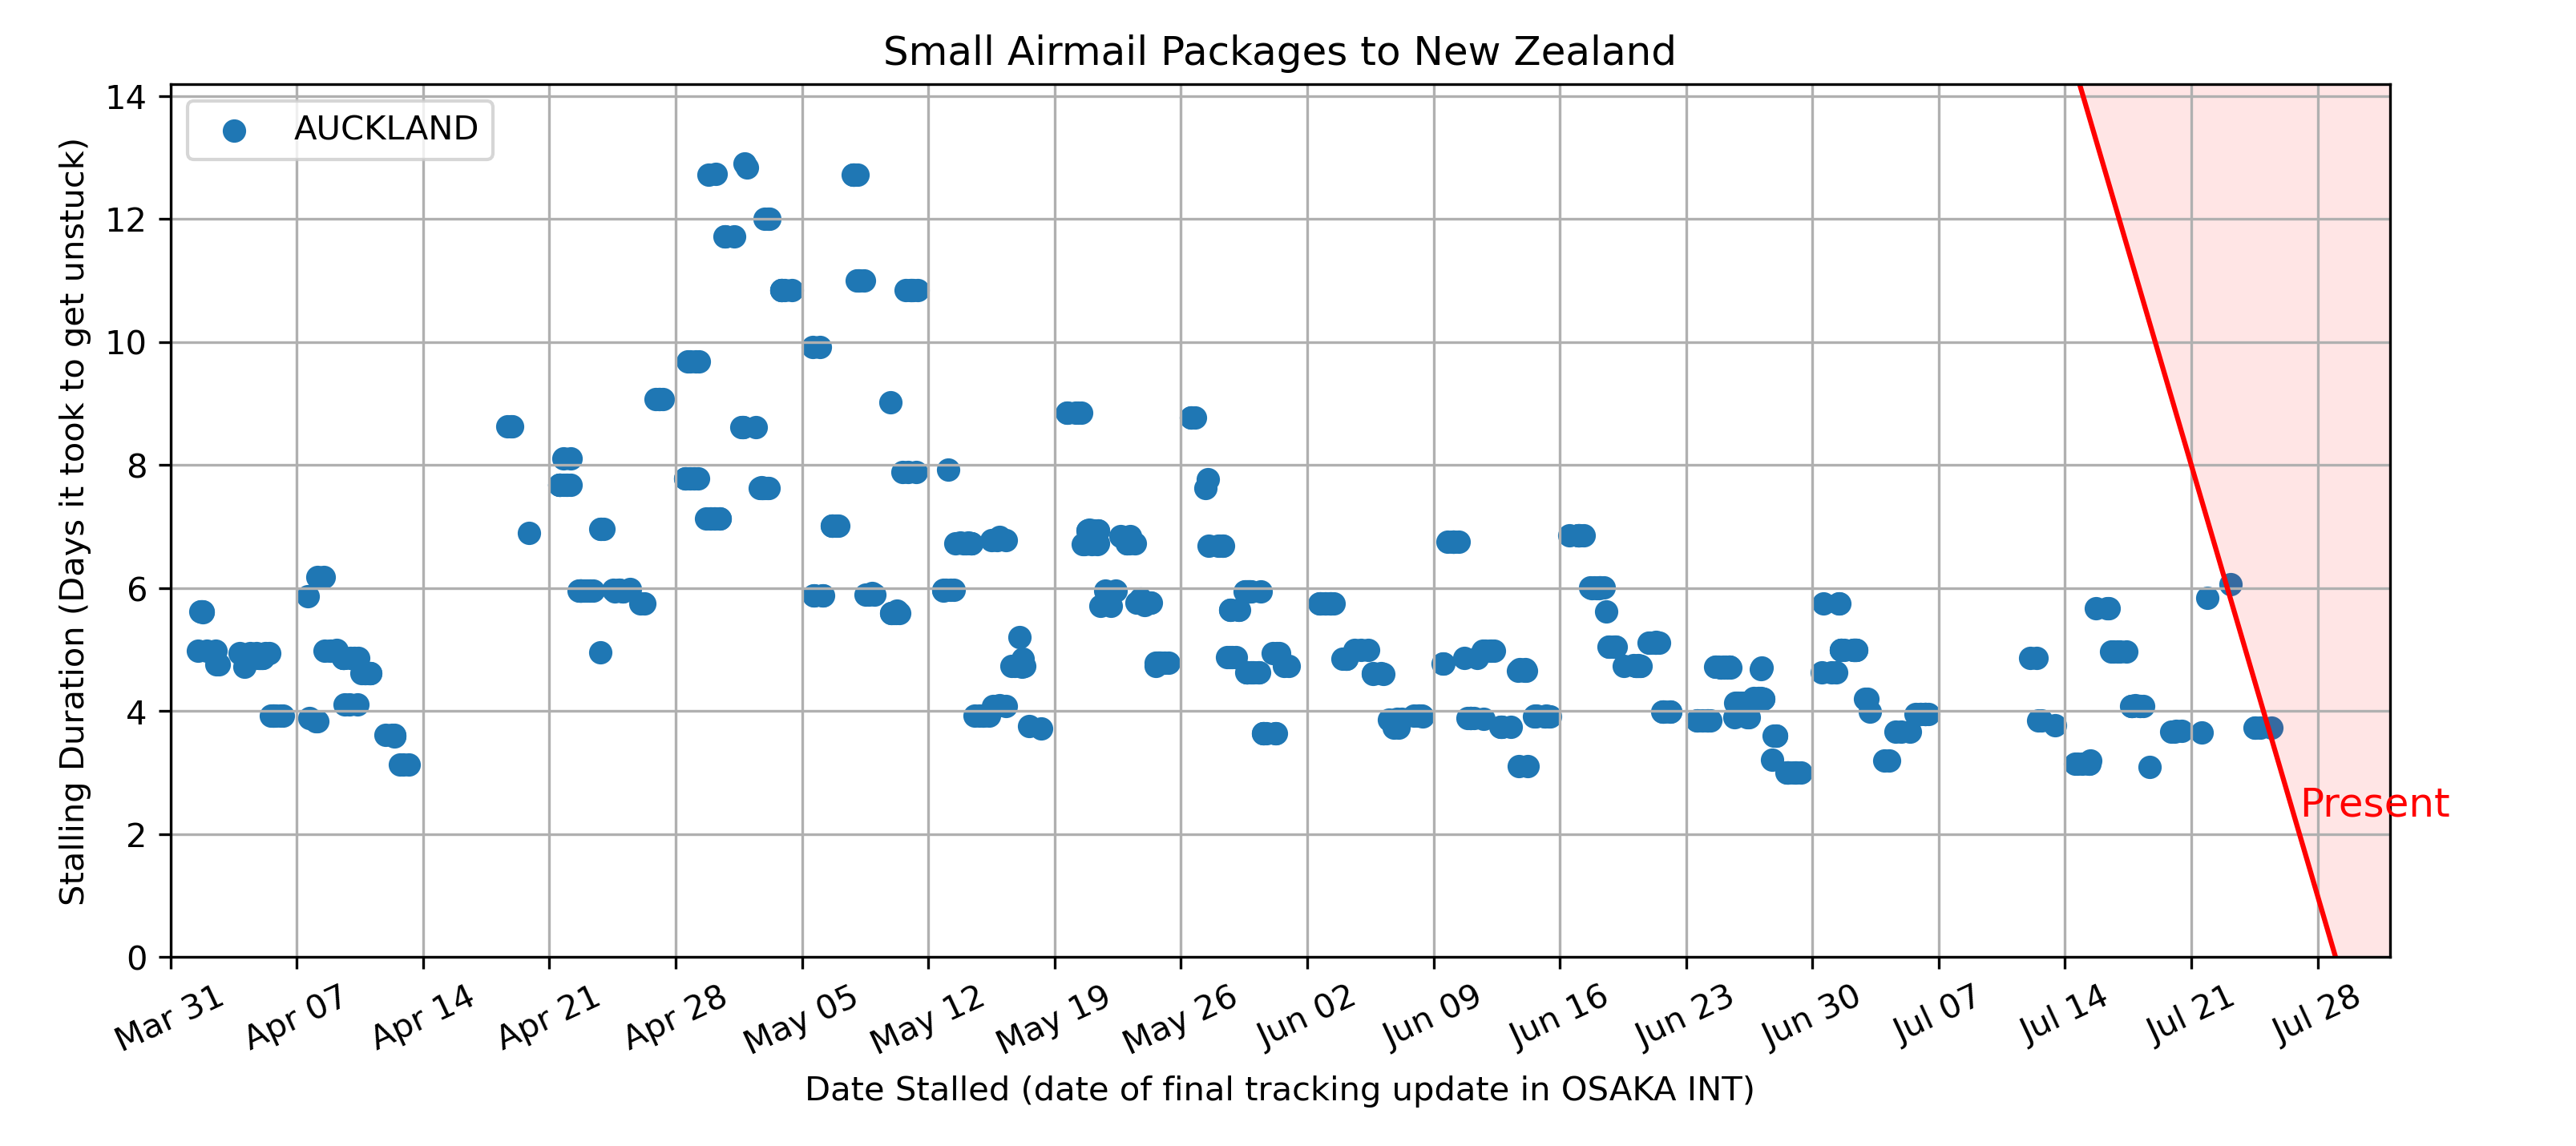 Small Airmail Packages to New Zealand
AUCKLAND
Stalling Duration (Days it took to get unstuck)
14
12
10
8
6
4
2
0
Present
Mar 31
Apr 07
Apr 14
Apr 21
Apr 28
May 05
May 12
May 19
May 26
Jun 02
Jun 09
Jun 16
Jun 23
Jun 30
Jul 07
Jul 14
Jul 21
Jul 28
Date Stalled (date of final tracking update in OSAKA INT)